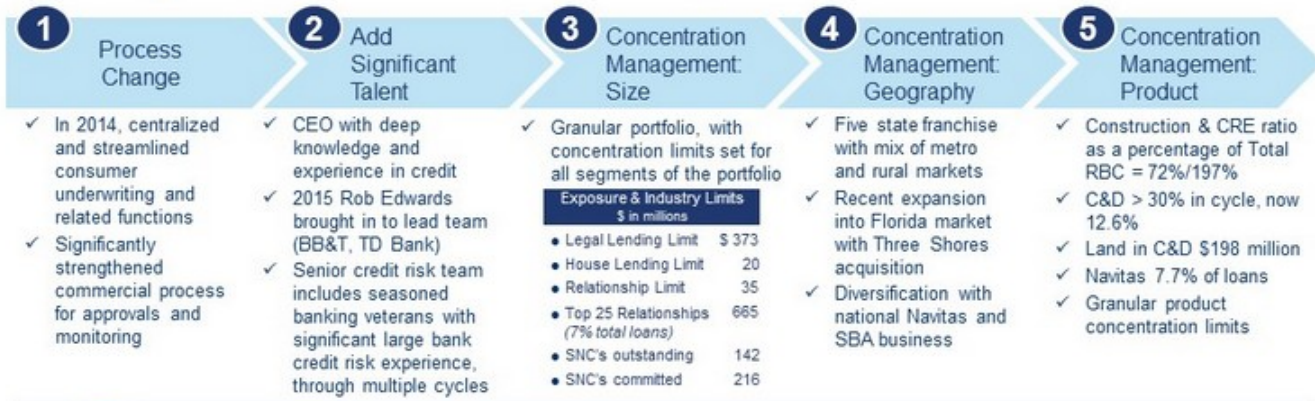 1
Process
Change
✓ In 2014, centralized
and streamlined
consumer
underwriting and
related functions
✓ Significantly
strengthened
commercial process
for approvals and
monitoring
2
Add
Significant
Talent
✓ CEO with deep
knowledge and
experience in credit
✓ 2015 Rob Edwards
brought in to lead team
(BB&T, TD Bank)
✓ Senior credit risk team
includes seasoned
banking veterans with
significant large bank
credit risk experience,
through multiple cycles
3
Concentration
Management:
Size
✓ Granular portfolio, with
concentration limits set for
all segments of the portfolio
Exposure & Industry Limits
$ in millions
• Legal Lending Limit $ 373
• House Lending Limit 20
• Relationship Limit 35
• Top 25 Relationships 665
(7% total loans)
• SNC's outstanding 142
• SNC's committed 216
4
Concentration
Management:
Geography
✓ Five state franchise
with mix of metro
and rural markets
✓ Recent expansion
into Florida market
with Three Shores
acquisition
✓ Diversification with
national Navitas and
SBA business
5
Concentration
Management:
Product
✓ Construction & CRE ratio
as a percentage of Total
RBC = 72%/197%
✓ C&D > 30% in cycle, now
12.6%
✓ Land in C&D $198 million
✓ Navitas 7.7% of loans
✓ Granular product
concentration limits